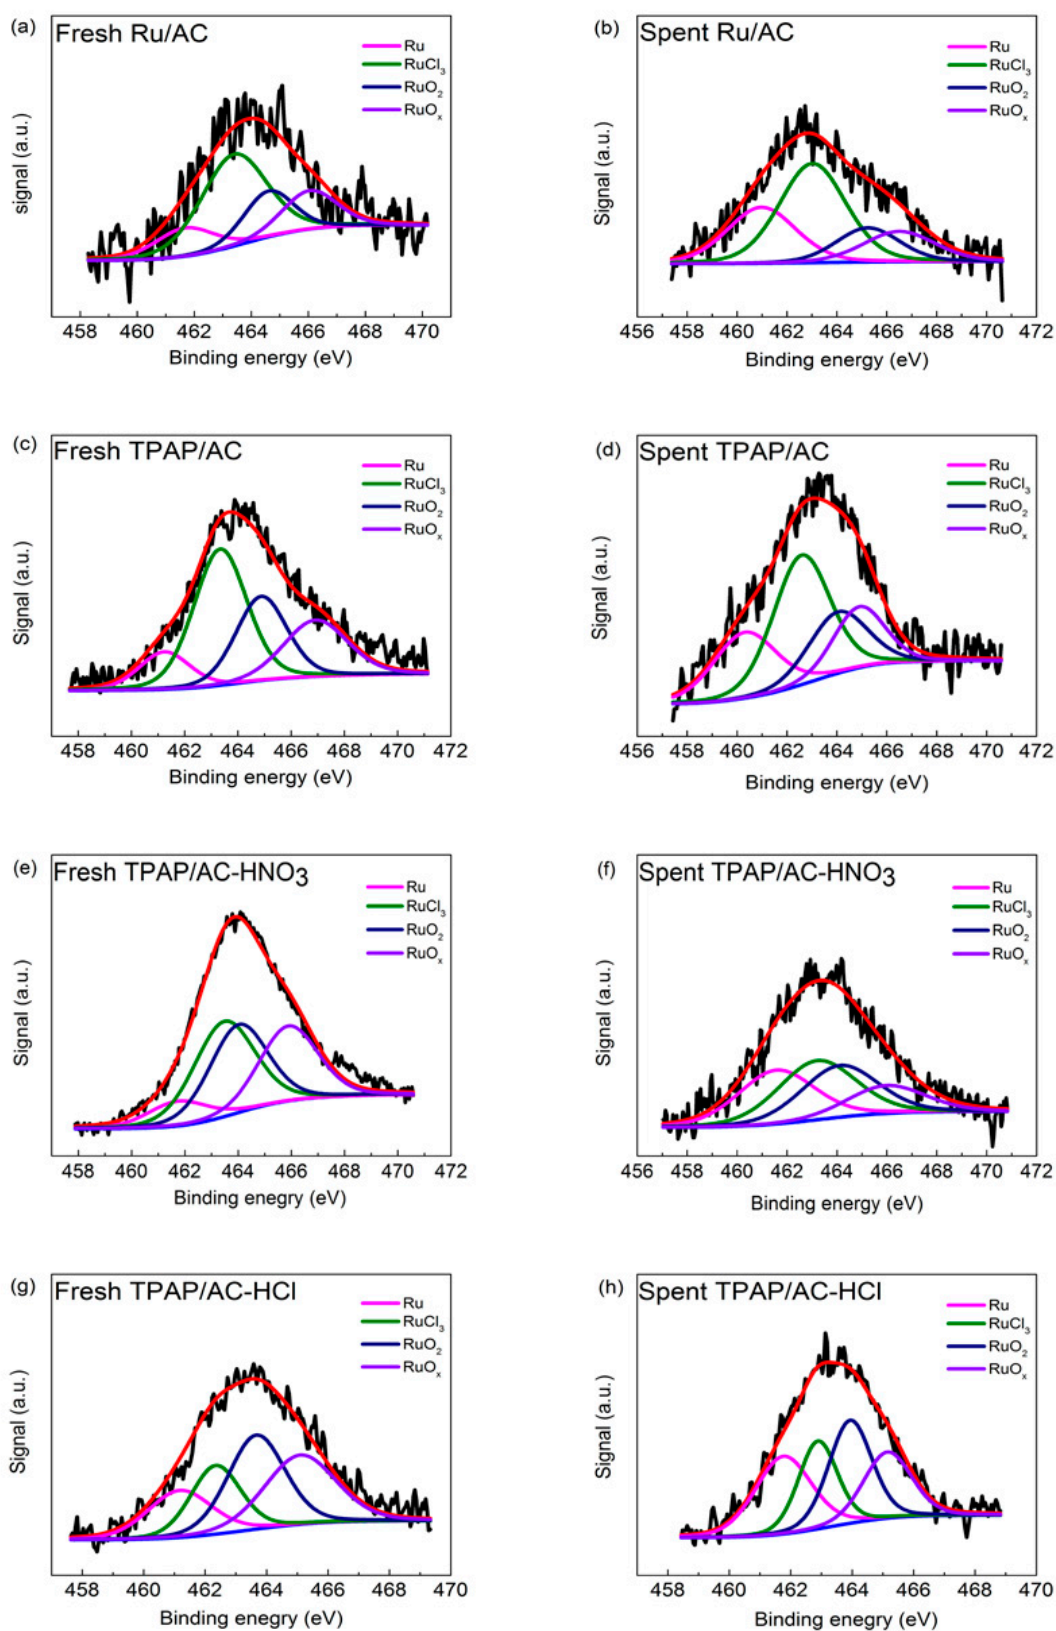 (a) Fresh Ru/AC
Ru
RuCl3
RuO2
RuOx
signal (a.u.)
458 460 462 464 466 468 470
Binding energy (eV)
(b) Spent Ru/AC
Ru
RuCl3
RuO2
RuOx
Signal (a.u.)
456 458 460 462 464 466 468 470 472
Binding energy (eV)
(c) Fresh TPAP/AC
Ru
RuCl3
RuO2
RuOx
Signal (a.u.)
458 460 462 464 466 468 470 472
Binding energy (eV)
(d) Spent TPAP/AC
Ru
RuCl3
RuO2
RuOx
Signal (a.u.)
456 458 460 462 464 466 468 470 472
Binding energy (eV)
(e) Fresh TPAP/AC-HNO3
Ru
RuCl3
RuO2
RuOx
Signal (a.u.)
458 460 462 464 466 468 470 472
Binding enegry (eV)
(f) Spent TPAP/AC-HNO3
Ru
RuCl3
RuO2
RuOx
Signal (a.u.)
456 458 460 462 464 466 468 470 472
Binding energy (eV)
(g) Fresh TPAP/AC-HCl
Ru
RuCl3
RuO2
RuOx
Signal (a.u.)
458 460 462 464 466 468 470
Binding enegry (eV)
(h) Spent TPAP/AC-HCl
Ru
RuCl3
RuO2
RuOx
Signal (a.u.)
458 460 462 464 466 468 470
Binding enegry (eV)